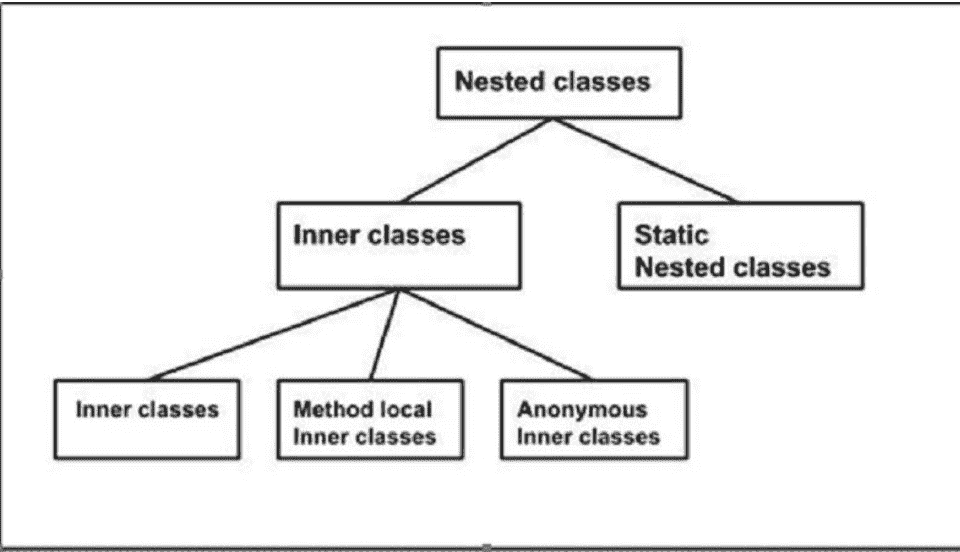 Nested classes
Inner classes
Static
Nested classes
Inner classes
Method local
Inner classes
Anonymous
Inner classes